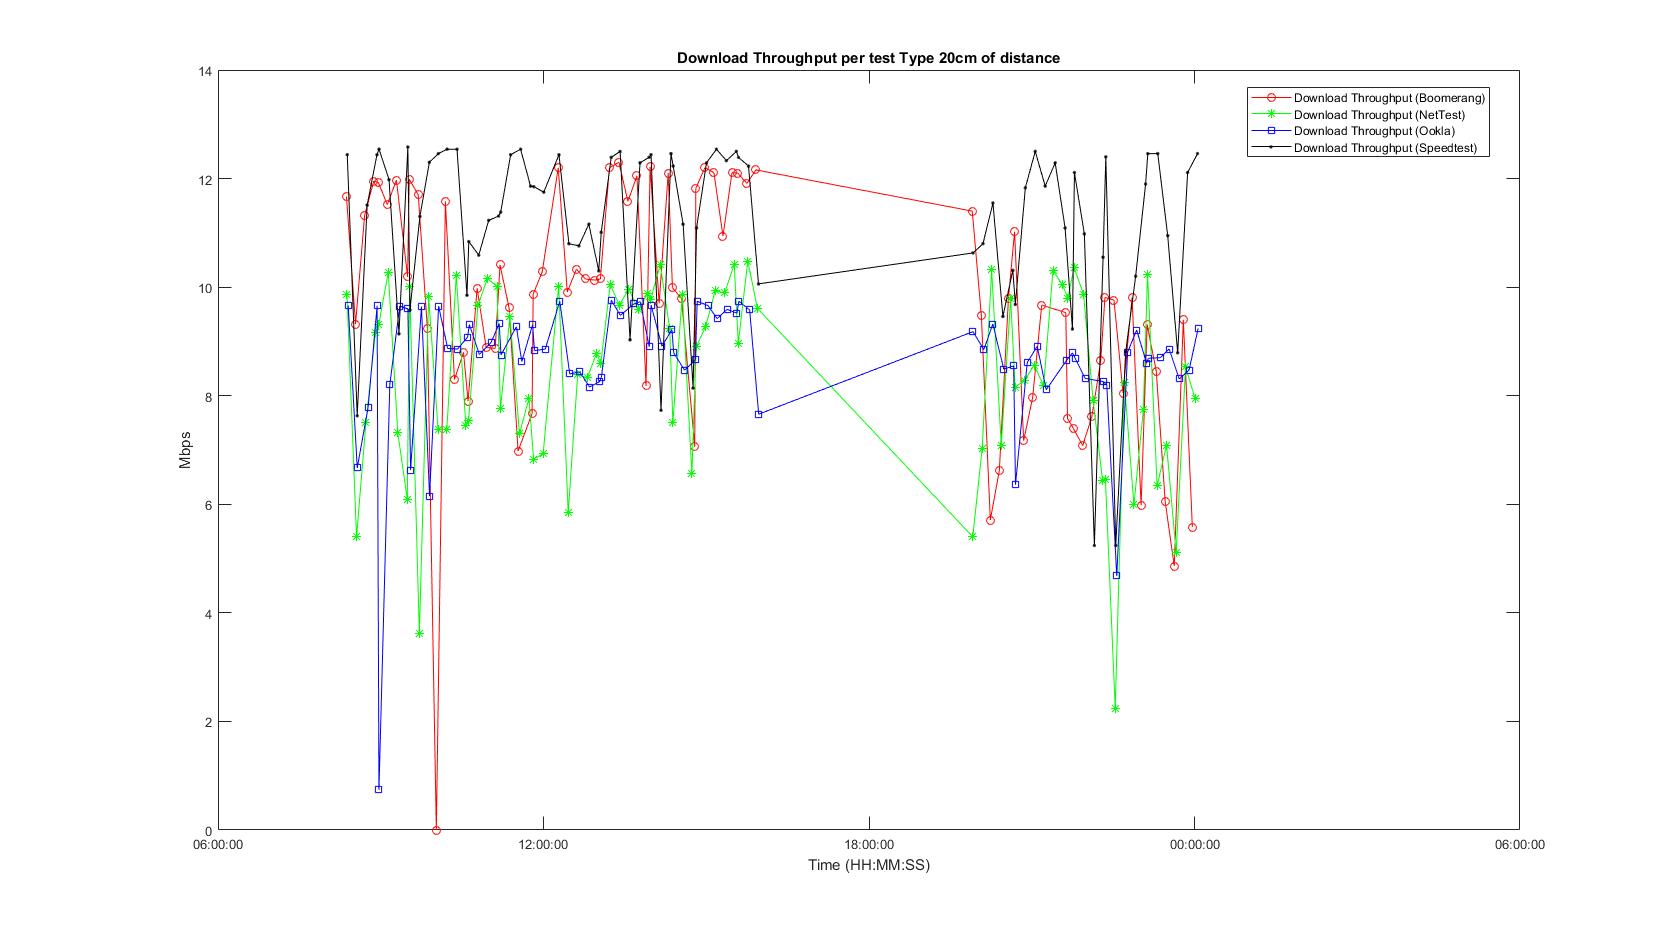 Download Throughput per test Type 20cm of distance
14
12
10
8
6
4
2
0
Mbps
Download Throughput (Boomerang)
Download Throughput (NetTest)
Download Throughput (Ookla)
Download Throughput (Speedtest)
06:00:00
12:00:00
18:00:00
00:00:00
06:00:00
Time (HH:MM:SS)